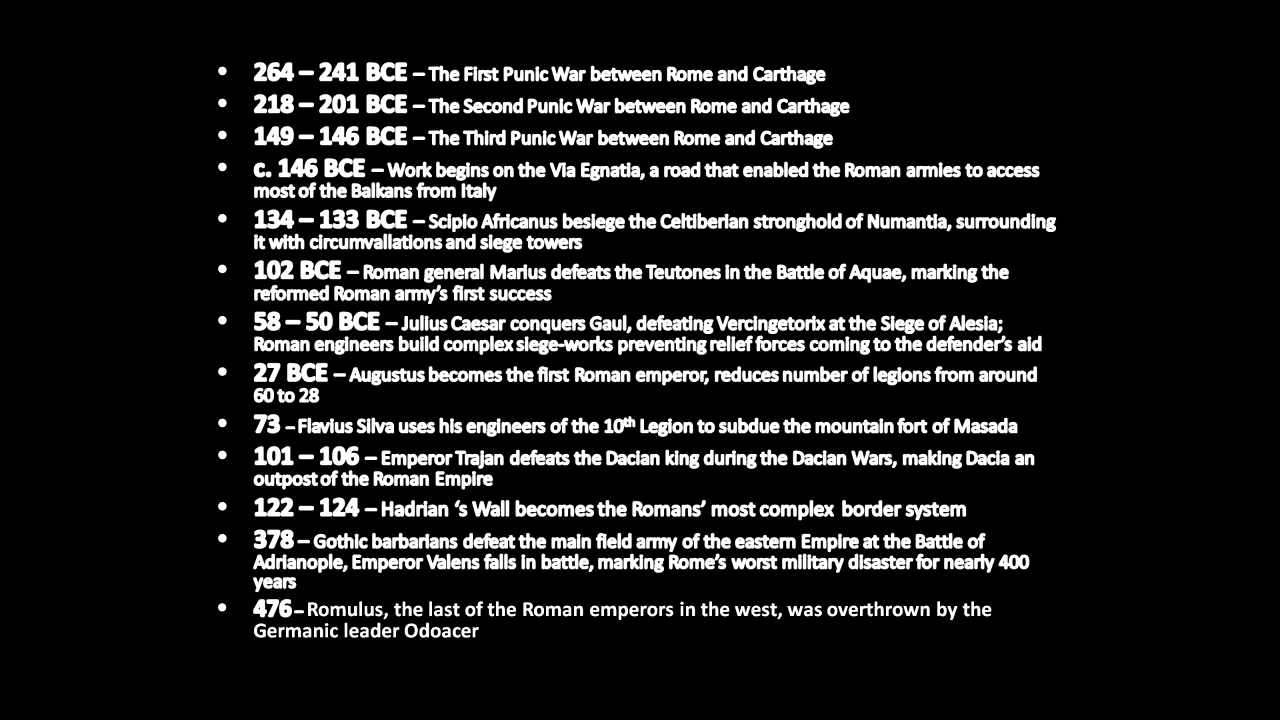 • 264 – 241 BCE – The First Punic War between Rome and Carthage
• 218 – 201 BCE – The Second Punic War between Rome and Carthage
• 149 – 146 BCE – The Third Punic War between Rome and Carthage
• c. 146 BCE – Work begins on the Via Egnatia, a road that enabled the Roman armies to access
most of the Balkans from Italy
• 134 – 133 BCE – Scipio Africanus besiege the Celtiberian stronghold of Numantia, surrounding
it with circumvallations and siege towers
• 102 BCE – Roman general Marius defeats the Teutones in the Battle of Aquae, marking the
reformed Roman army’s first success
• 58 – 50 BCE – Julius Caesar conquers Gaul, defeating Vercingetorix at the Siege of Alesia;
Roman engineers build complex siege-works preventing relief forces coming to the defender’s aid
• 27 BCE – Augustus becomes the first Roman emperor, reduces number of legions from around
60 to 28
• 73 – Flavius Silva uses his engineers of the 10th Legion to subdue the mountain fort of Masada
• 101 – 106 – Emperor Trajan defeats the Dacian king during the Dacian Wars, making Dacia an
outpost of the Roman Empire
• 122 – 124 – Hadrian ‘s Wall becomes the Romans’ most complex border system
• 378 – Gothic barbarians defeat the main field army of the eastern Empire at the Battle of
Adrianople, Emperor Valens falls in battle, marking Rome’s worst military disaster for nearly 400
years
• 476 – Romulus, the last of the Roman emperors in the west, was overthrown by the
Germanic leader Odoacer